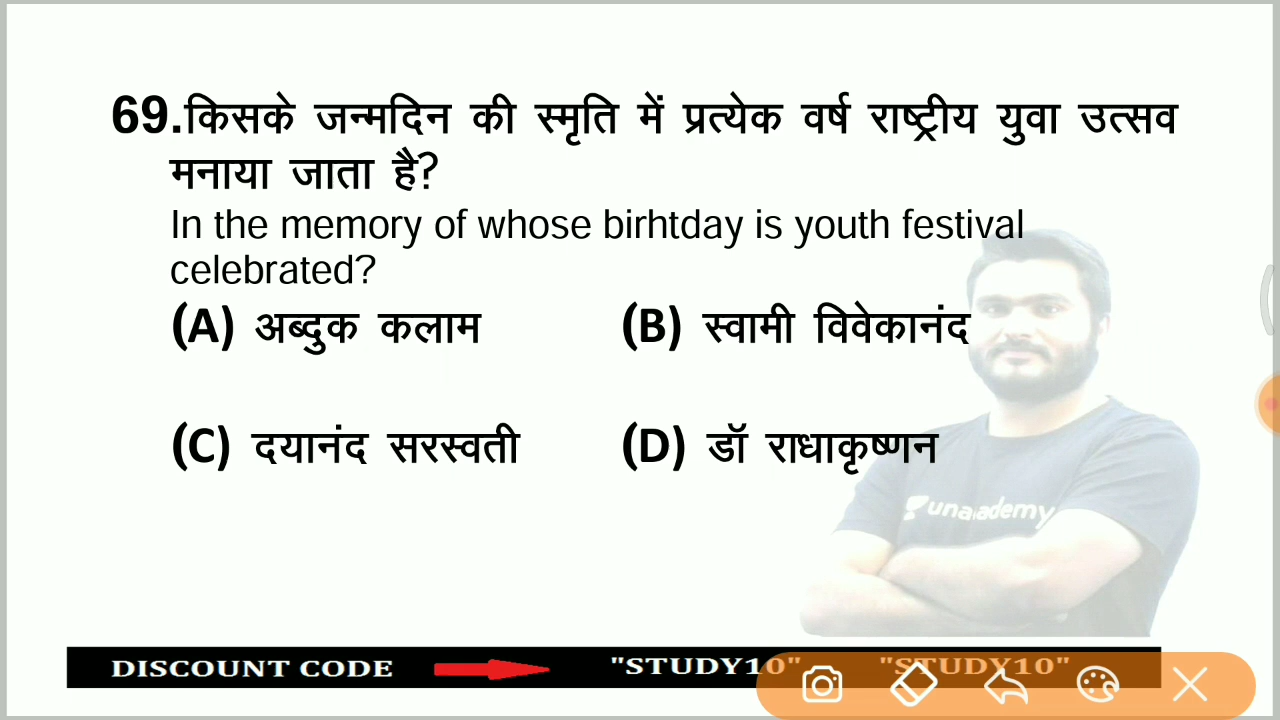 69.किसके जन्मदिन की स्मृति में प्रत्येक वर्ष राष्ट्रीय युवा उत्सव
मनाया जाता है?
In the memory of whose birhtday is youth festival
celebrated?
(A) अब्दुक कलाम (B) स्वामी विवेकानंद
(C) दयानंद सरस्वती (D) डॉ राधाकृष्णन
unacademy
DISCOUNT CODE "STUDY10" "STUDY10"